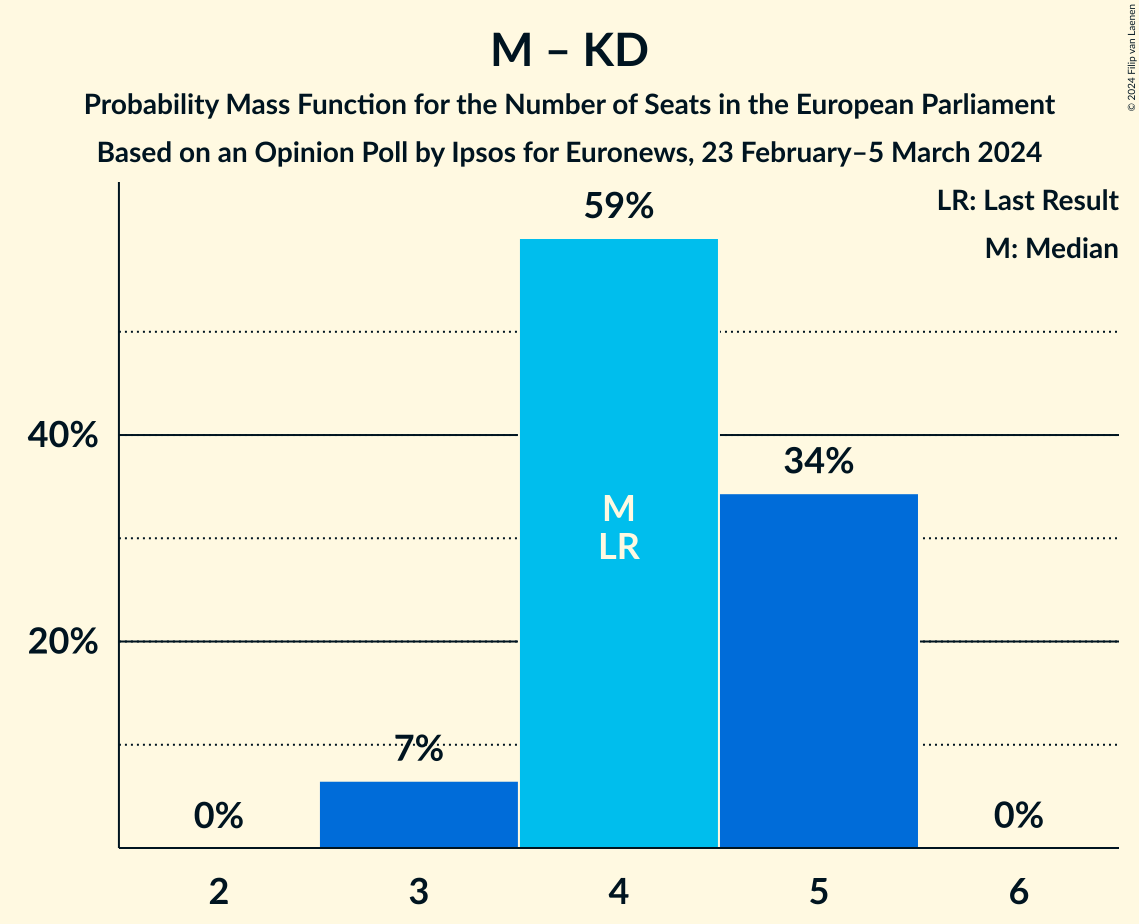 M – KD
Probability Mass Function for the Number of Seats in the European Parliament
Based on an Opinion Poll by Ipsos for Euronews, 23 February–5 March 2024
© 2024 Filip van Laenen
LR: Last Result
M: Median
59%
40%
34%
M
LR
20%
7%
0%
0%
2
3
4
5
6